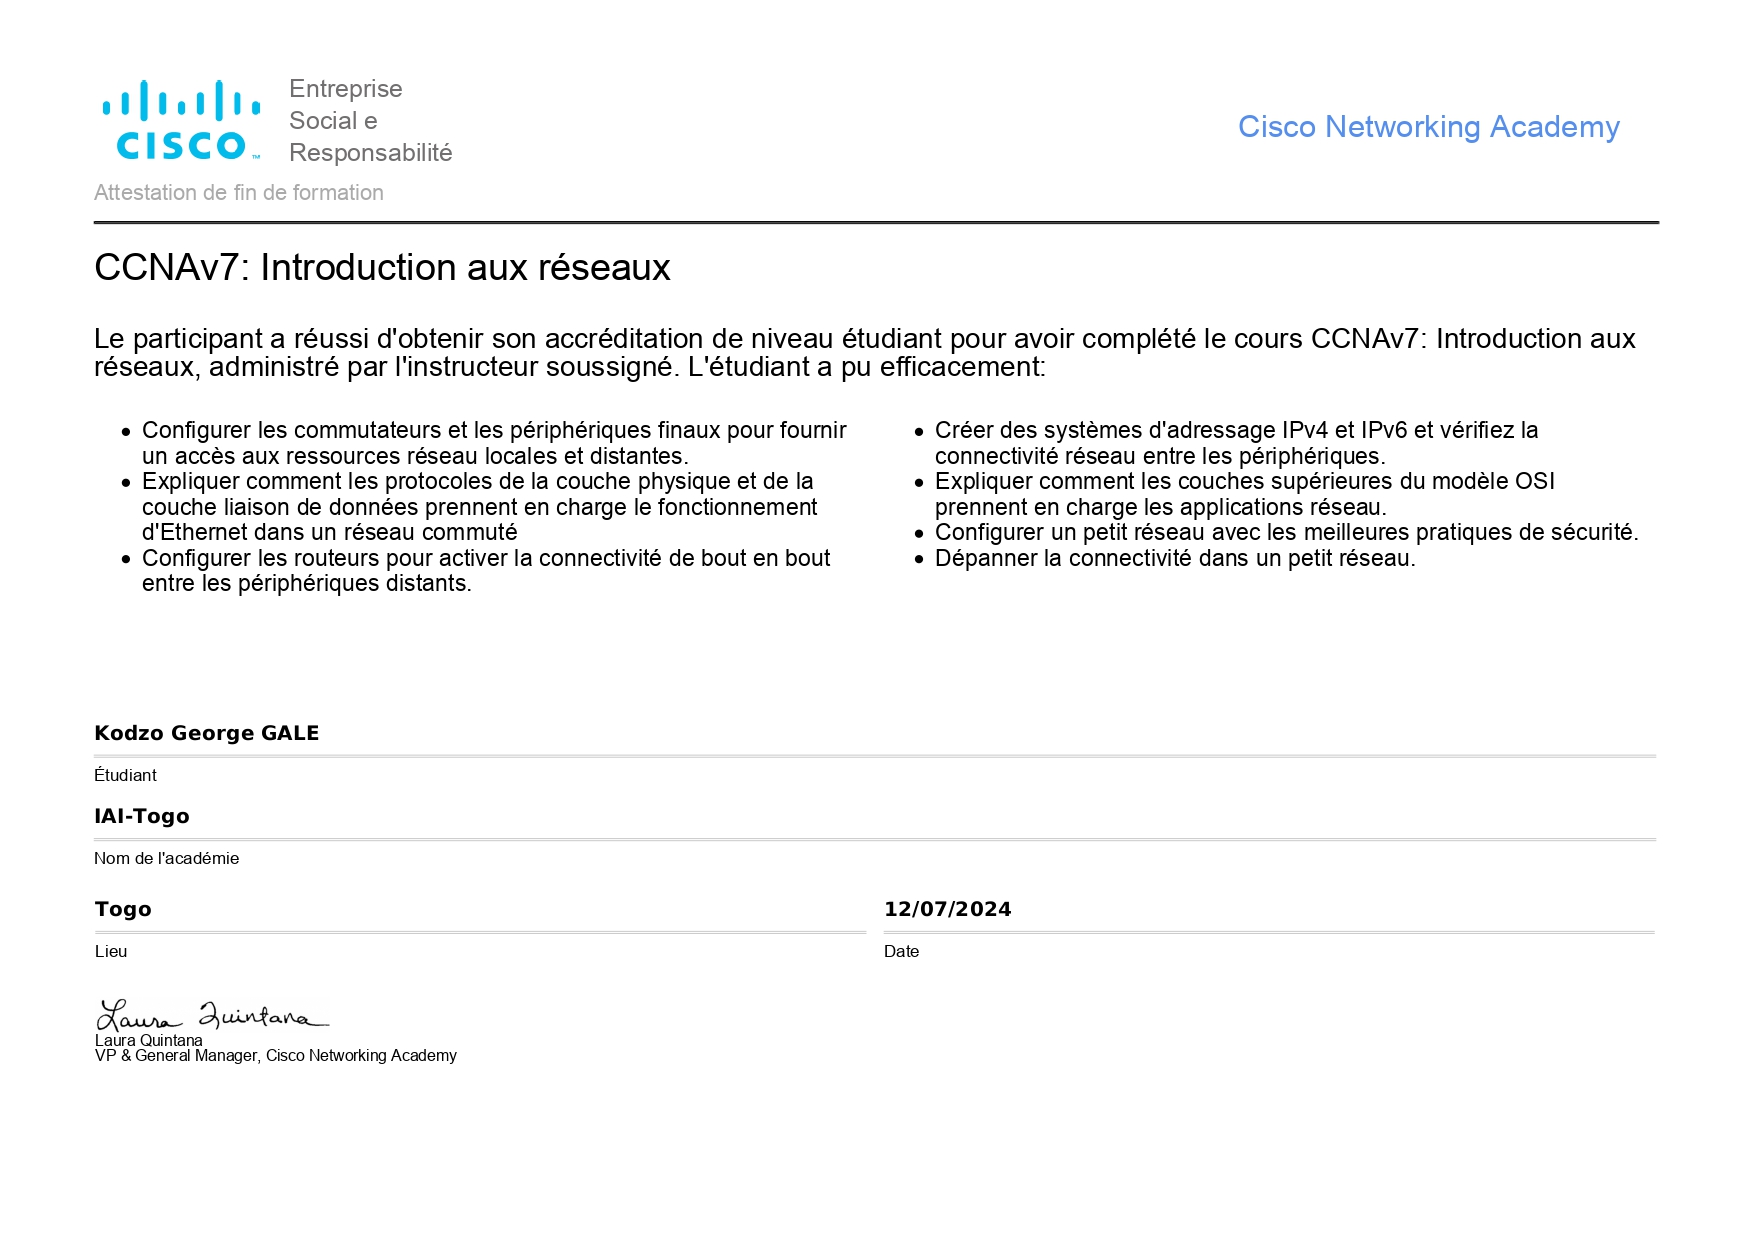 Entreprise
Social e
Responsabilité
CISCO™
Cisco Networking Academy
Attestation de fin de formation
CCNAv7: Introduction aux réseaux
Le participant a réussi d'obtenir son accréditation de niveau étudiant pour avoir complété le cours CCNAv7: Introduction aux
réseaux, administré par l'instructeur soussigné. L'étudiant a pu efficacement:
• Configurer les commutateurs et les périphériques finaux pour fournir
un accès aux ressources réseau locales et distantes.
• Expliquer comment les protocoles de la couche physique et de la
couche liaison de données prennent en charge le fonctionnement
d'Ethernet dans un réseau commuté
• Configurer les routeurs pour activer la connectivité de bout en bout
entre les périphériques distants.
• Créer des systèmes d'adressage IPv4 et IPv6 et vérifiez la
connectivité réseau entre les périphériques.
• Expliquer comment les couches supérieures du modèle OSI
prennent en charge les applications réseau.
• Configurer un petit réseau avec les meilleures pratiques de sécurité.
• Dépanner la connectivité dans un petit réseau.
Kodzo George GALE
Étudiant
IAI-Togo
Nom de l'académie
Togo
Lieu
12/07/2024
Date
Laura Quintana
Laura Quintana
VP & General Manager, Cisco Networking Academy